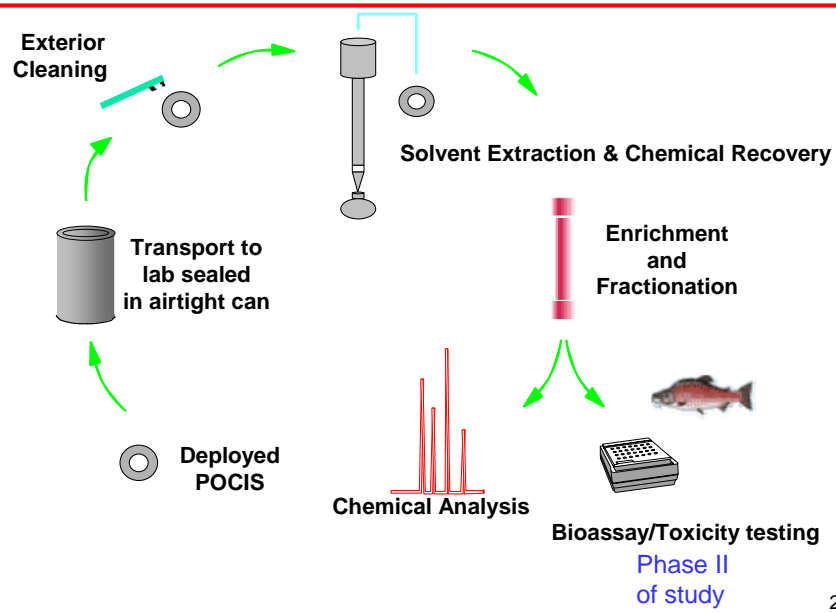 Exterior
Cleaning
Solvent Extraction & Chemical Recovery
Transport to
lab sealed
in airtight can
Enrichment
and
Fractionation
Deployed
POCIS
Chemical Analysis
Bioassay/Toxicity testing
Phase II
of study
2